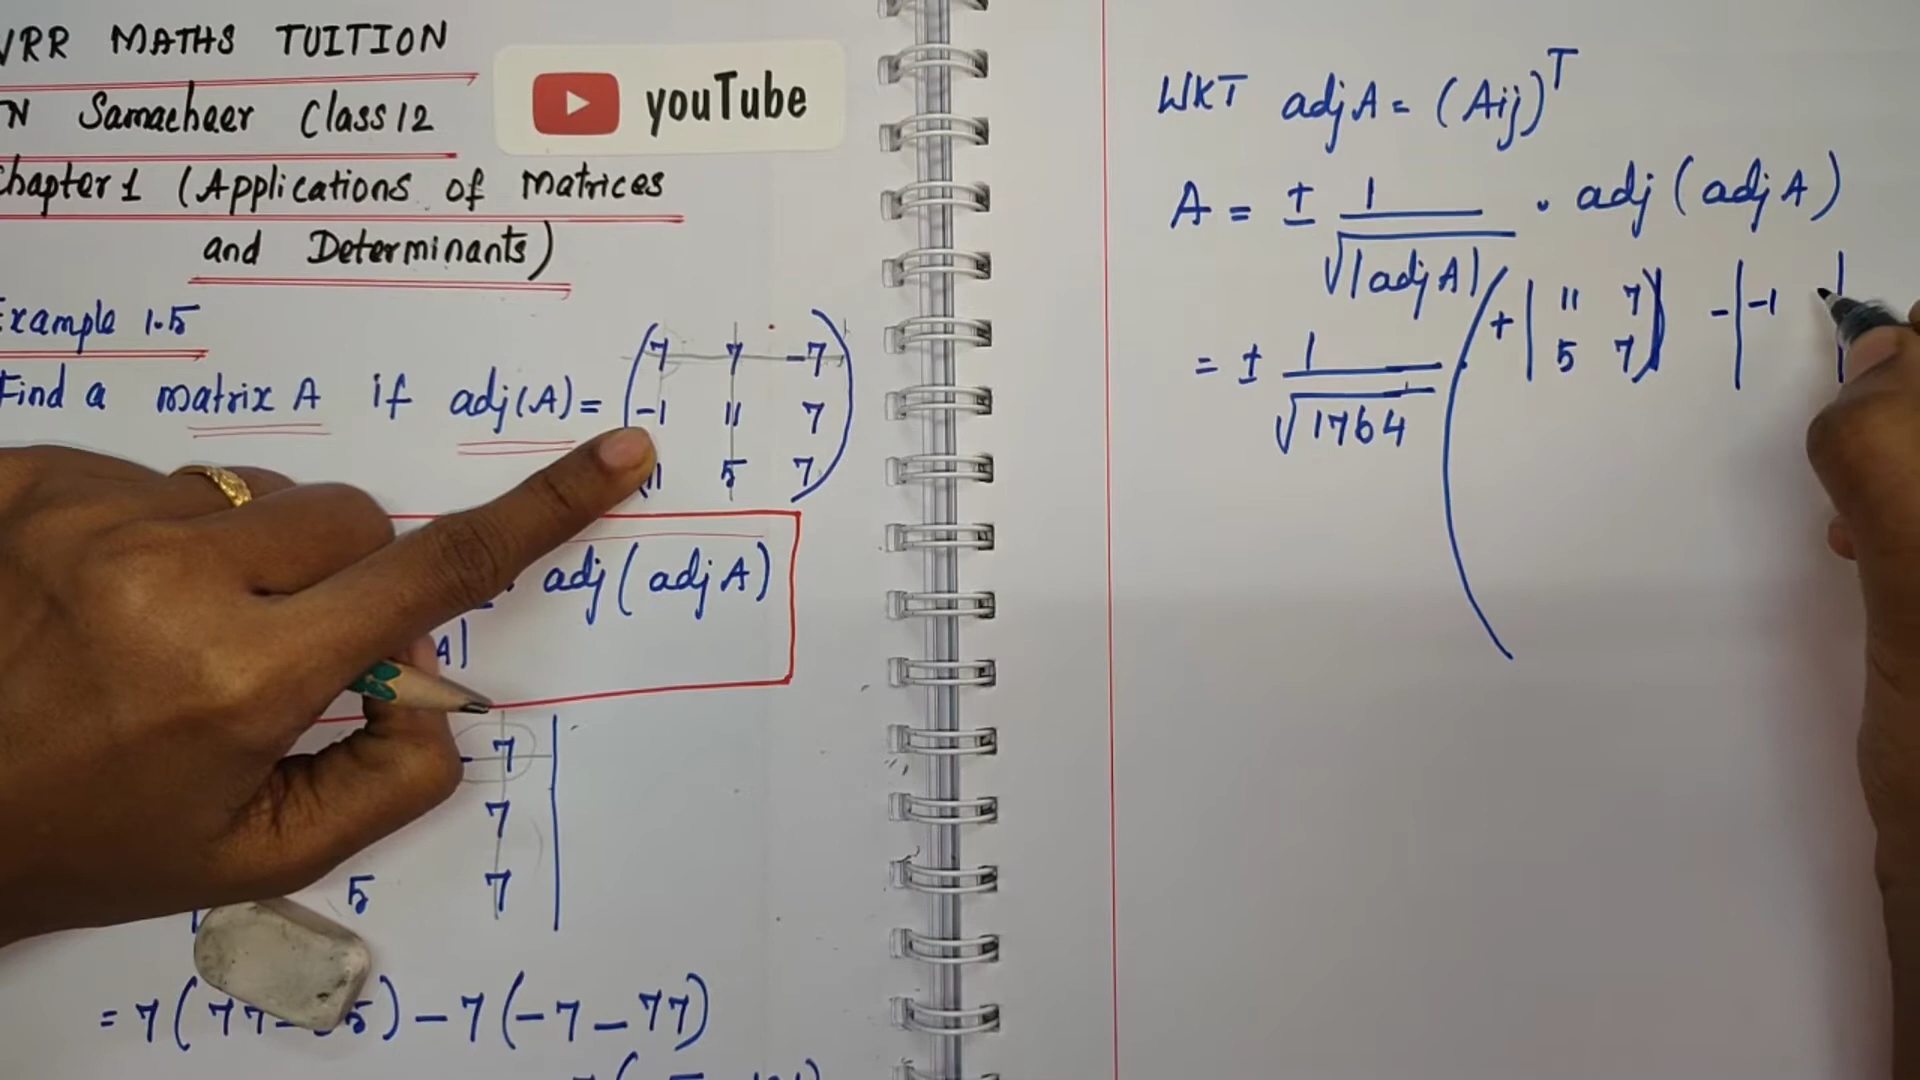 VRR MATHS TUITION
TN Samacheer Class 12
Chapter 1 (Applications of Matrices
and Determinants)
Example 1.5
Find a matrix A if adj(A) =
7 7 -7
-1 11 7
11 5 7
adj(adj A)
A|
- 7
7
5 7
= 7(77 - 5) - 7(-7 - 77)
youTube
WKT adj A = (Aij)^T
A = ± 1/√|adj A| . adj(adj A)
= ± 1/√1764 ( + | 11 7 | - | -1 |
5 7